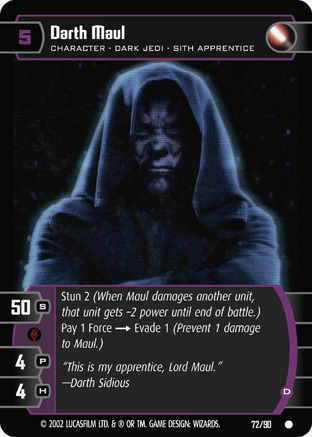 5 Darth Maul
CHARACTER - DARK JEDI - SITH APPRENTICE
50 S
4 P
4 H
Stun 2 (When Maul damages another unit,
that unit gets –2 power until end of battle.)
Pay 1 Force → Evade 1 (Prevent 1 damage
to Maul.)
“This is my apprentice, Lord Maul.”
—Darth Sidious
D
© 2002 LUCASFILM LTD. & ® OR TM. GAME DESIGN: WIZARDS. 72/90